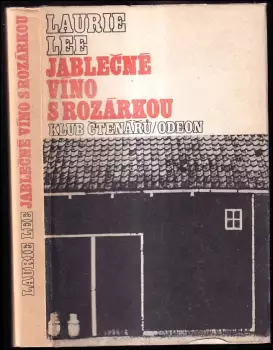 LAURIE LEE JABLEČNÉ VÍNO S ROZÁRKOU
LAURIE
LEE
JABLEČNÉ
VÍNO
S ROZÁRKOU
KLUB ČTENÁŘŮ/ODEON